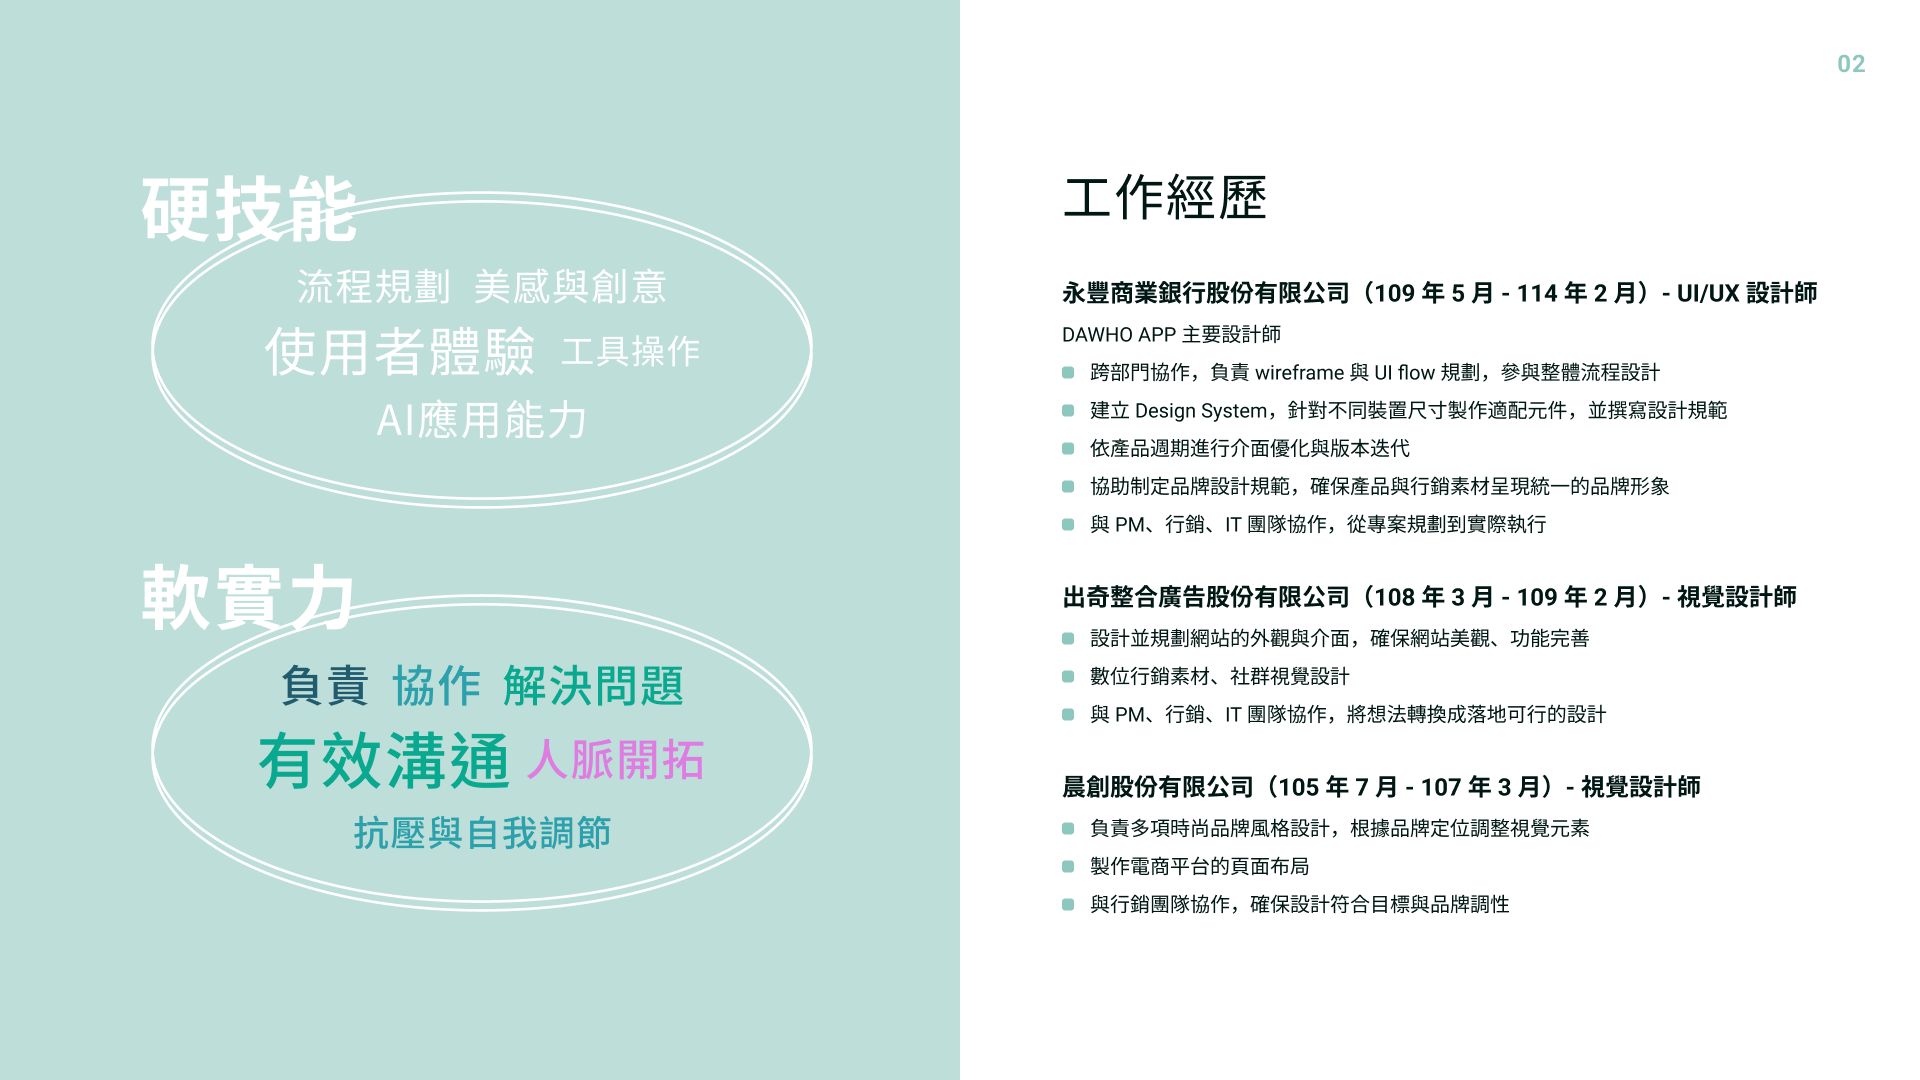 02
硬技能
流程規劃 美感與創意
使用者體驗 工具操作
AI應用能力
軟實力
負責 協作 解決問題
有效溝通 人脈開拓
抗壓與自我調節
工作經歷
永豐商業銀行股份有限公司（109 年 5 月 - 114 年 2 月）- UI/UX 設計師
DAWHO APP 主要設計師
跨部門協作，負責 wireframe 與 UI flow 規劃，參與整體流程設計
建立 Design System，針對不同裝置尺寸製作適配元件，並撰寫設計規範
依產品週期進行介面優化與版本迭代
協助制定品牌設計規範，確保產品與行銷素材呈現統一的品牌形象
與 PM、行銷、IT 團隊協作，從專案規劃到實際執行
出奇整合廣告股份有限公司（108 年 3 月 - 109 年 2 月）- 視覺設計師
設計並規劃網站的外觀與介面，確保網站美觀、功能完善
數位行銷素材、社群視覺設計
與 PM、行銷、IT 團隊協作，將想法轉換成落地可行的設計
晨創股份有限公司（105 年 7 月 - 107 年 3 月）- 視覺設計師
負責多項時尚品牌風格設計，根據品牌定位調整視覺元素
製作電商平台的頁面布局
與行銷團隊協作，確保設計符合目標與品牌調性